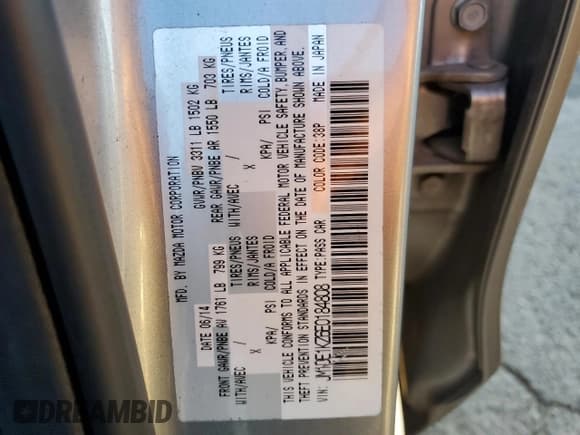 MFD. BY MAZDA MOTOR CORPORATION
DATE 06/14 GVWR/PNBV 3311 LB 1502 KG
FRONT GAWR/PNBE AV 1761 LB 799 KG REAR GAWR/PNBE AR 1550 LB 703 KG
TIRES/PNEUS TIRES/PNEUS
WITH/AVEC / RIMS/JANTES WITH/AVEC / RIMS/JANTES
X X
KPA/ PSI COLD/A FROID KPA/ PSI COLD/A FROID
THIS VEHICLE CONFORMS TO ALL APPLICABLE FEDERAL MOTOR VEHICLE SAFETY, BUMPER, AND
THEFT PREVENTION STANDARDS IN EFFECT ON THE DATE OF MANUFACTURE SHOWN ABOVE.
VIN: JM1DE1KZ6E0184808 TYPE:PASS CAR COLOR CODE:38P MADE IN JAPAN
DREAMBID